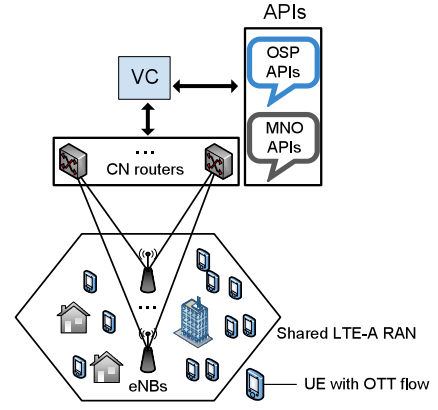 APIs
OSP
APIs
VC
MNO
APIs
...
CN routers
...
Shared LTE-A RAN
eNBs
UE with OTT flow